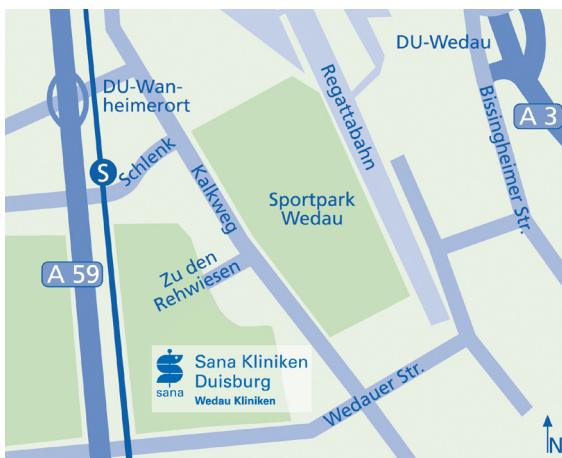 DU-Wedau
DU-Wan-
heimerort
Regattabahn
Bissingheimer Str.
A 3
S
Schlenk
Kalkweg
Sportpark
Wedau
A 59
Zu den
Rehwiesen
Sana Kliniken
Duisburg
Wedau Kliniken
sana
Wedauer Str.
N